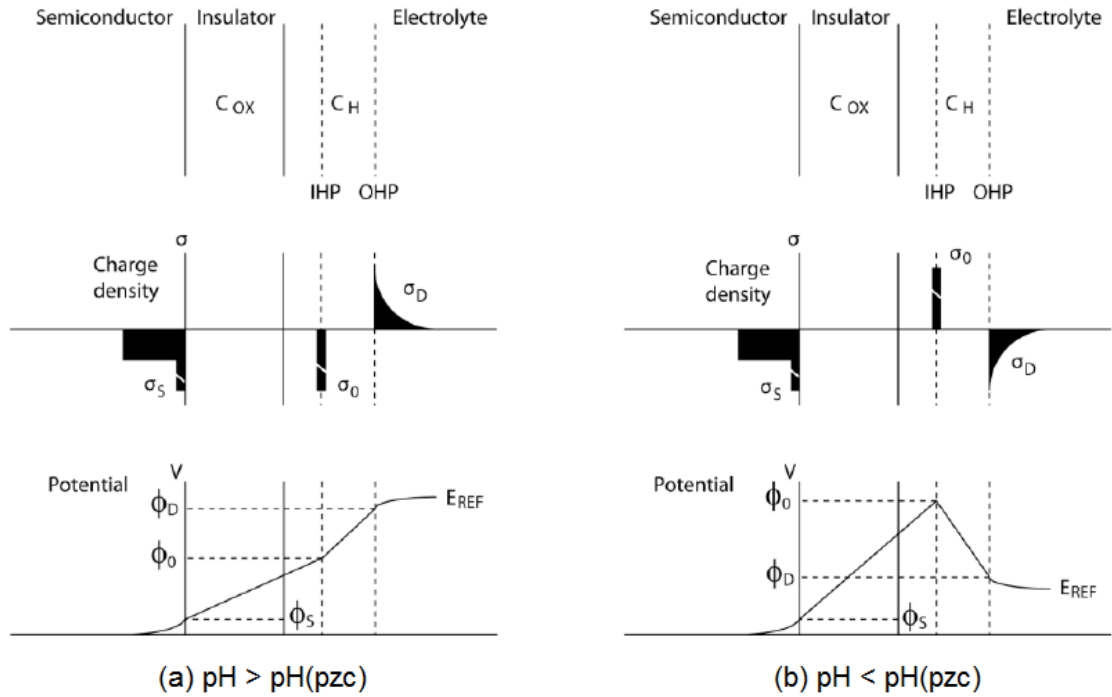 Semiconductor Insulator Electrolyte
C OX C H
IHP OHP
σ
Charge density
σD
σS σ0
V
Potential
ϕD EREF
ϕ0
ϕS
(a) pH > pH(pzc)
Semiconductor Insulator Electrolyte
C OX C H
IHP OHP
σ
σ0
Charge density
σS σD
V
Potential
ϕ0
ϕD EREF
ϕS
(b) pH < pH(pzc)